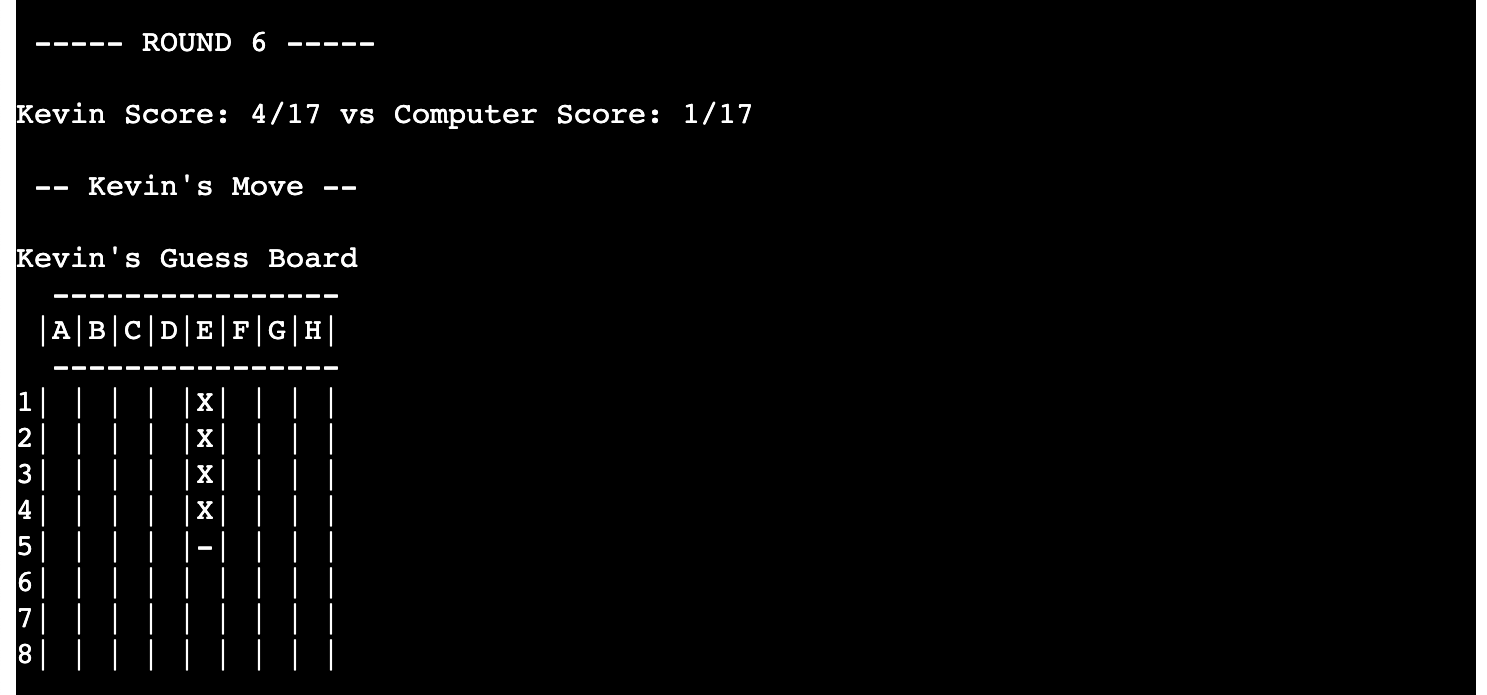 ----- ROUND 6 -----
Kevin Score: 4/17 vs Computer Score: 1/17
-- Kevin's Move --
Kevin's Guess Board
  ----------------
 |A|B|C|D|E|F|G|H|
  ----------------
1| | | | |X| | | |
2| | | | |X| | | |
3| | | | |X| | | |
4| | | | |X| | | |
5| | | | |-| | | |
6| | | | | | | | |
7| | | | | | | | |
8| | | | | | | | |